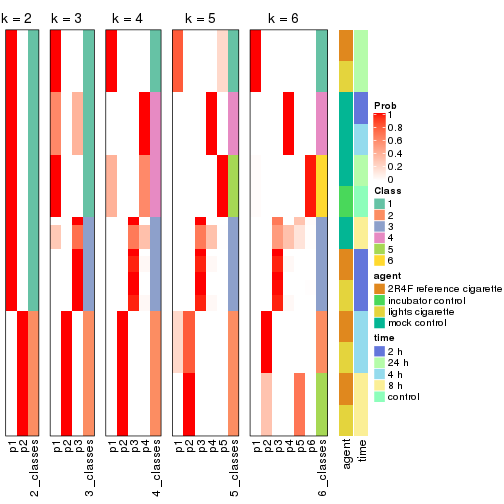 k = 2
k = 3
k = 4
k = 5
k = 6
Prob
1
0.8
0.6
0.4
0.2
0
Class
1
2
3
4
5
6
agent
2R4F reference cigarette
incubator control
lights cigarette
mock control
time
2 h
24 h
4 h
8 h
control
p1
p2
2_classes
p1
p2
p3
3_classes
p1
p2
p3
p4
4_classes
p1
p2
p3
p4
p5
5_classes
p1
p2
p3
p4
p5
p6
6_classes
agent
time